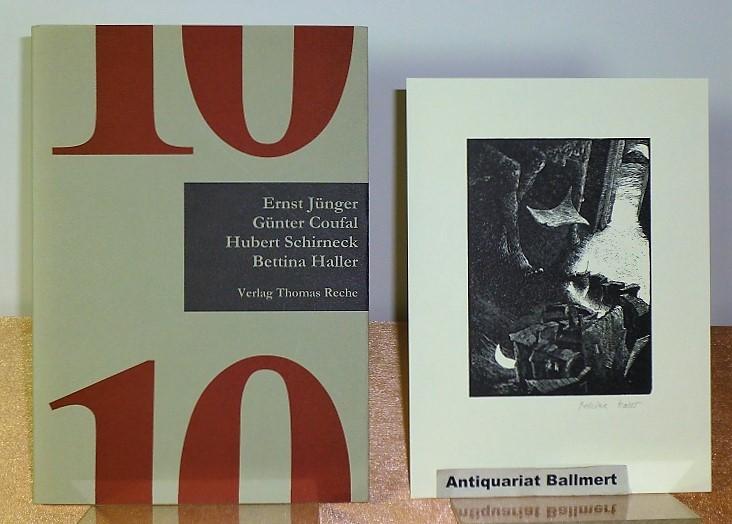 10
Ernst Jünger
Günter Coufal
Hubert Schirneck
Bettina Haller
Verlag Thomas Reche
10
Bettina Haller
Antiquariat Ballmert